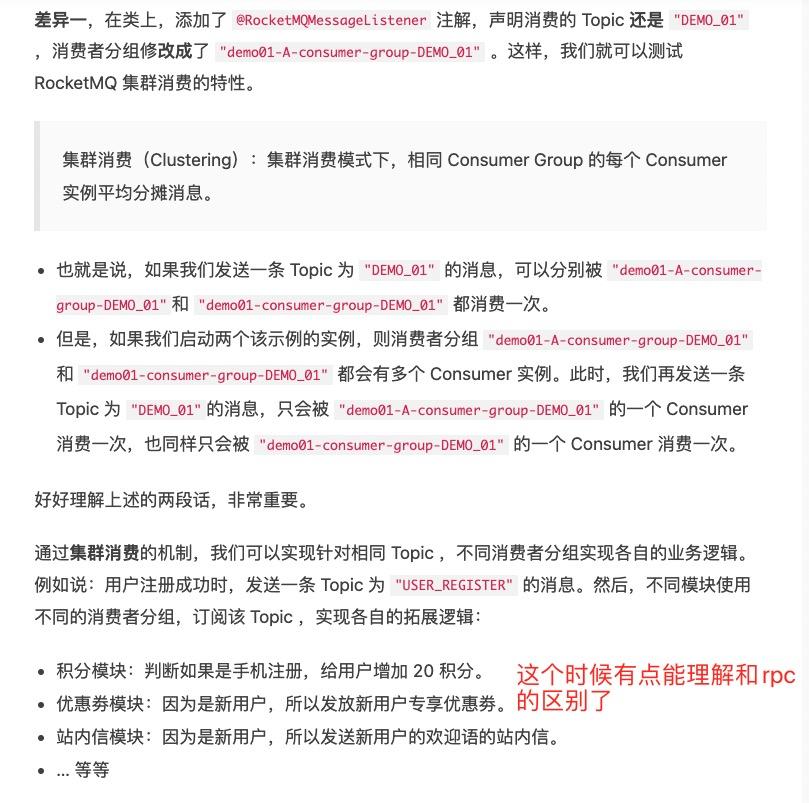 差异一，在类上，添加了 @RocketMQMessageListener 注解，声明消费的 Topic 还是 "DEMO_01"
，消费者分组修改成了 "demo01-A-consumer-group-DEMO_01" 。这样，我们就可以测试
RocketMQ 集群消费的特性。
集群消费（Clustering）：集群消费模式下，相同 Consumer Group 的每个 Consumer
实例平均分摊消息。
• 也就是说，如果我们发送一条 Topic 为 "DEMO_01" 的消息，可以分别被 "demo01-A-consumer-
group-DEMO_01" 和 "demo01-consumer-group-DEMO_01" 都消费一次。
• 但是，如果我们启动两个该示例的实例，则消费者分组 "demo01-A-consumer-group-DEMO_01"
和 "demo01-consumer-group-DEMO_01" 都会有多个 Consumer 实例。此时，我们再发送一条
Topic 为 "DEMO_01" 的消息，只会被 "demo01-A-consumer-group-DEMO_01" 的一个 Consumer
消费一次，也同样只会被 "demo01-consumer-group-DEMO_01" 的一个 Consumer 消费一次。
好好理解上述的两段话，非常重要。
通过集群消费的机制，我们可以实现针对相同 Topic ，不同消费者分组实现各自的业务逻辑。
例如说：用户注册成功时，发送一条 Topic 为 "USER_REGISTER" 的消息。然后，不同模块使用
不同的消费者分组，订阅该 Topic ，实现各自的拓展逻辑：
• 积分模块：判断如果是手机注册，给用户增加 20 积分。
• 优惠券模块：因为是新用户，所以发放新用户专享优惠券。
• 站内信模块：因为是新用户，所以发送新用户的欢迎语的站内信。
• ... 等等
这个时候有点能理解和rpc
的区别了